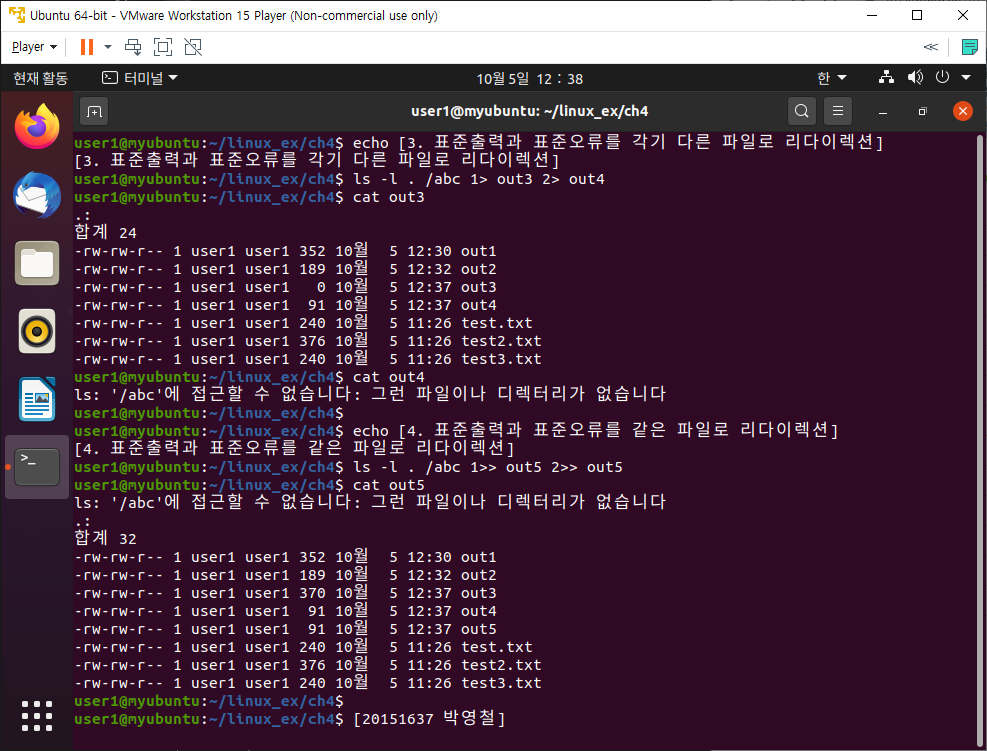 Ubuntu 64-bit - VMware Workstation 15 Player (Non-commercial use only)
Player
현재 활동 터미널 10월 5일 12 : 38 한
user1@myubuntu: ~/linux_ex/ch4
user1@myubuntu:~/linux_ex/ch4$ echo [3. 표준출력과 표준오류를 각기 다른 파일로 리다이렉션]
[3. 표준출력과 표준오류를 각기 다른 파일로 리다이렉션]
user1@myubuntu:~/linux_ex/ch4$ ls -l . /abc 1> out3 2> out4
user1@myubuntu:~/linux_ex/ch4$ cat out3
.:
합계 24
-rw-rw-r-- 1 user1 user1 352 10월  5 12:30 out1
-rw-rw-r-- 1 user1 user1 189 10월  5 12:32 out2
-rw-rw-r-- 1 user1 user1   0 10월  5 12:37 out3
-rw-rw-r-- 1 user1 user1  91 10월  5 12:37 out4
-rw-rw-r-- 1 user1 user1 240 10월  5 11:26 test.txt
-rw-rw-r-- 1 user1 user1 376 10월  5 11:26 test2.txt
-rw-rw-r-- 1 user1 user1 240 10월  5 11:26 test3.txt
user1@myubuntu:~/linux_ex/ch4$ cat out4
ls: '/abc'에 접근할 수 없습니다: 그런 파일이나 디렉터리가 없습니다
user1@myubuntu:~/linux_ex/ch4$
user1@myubuntu:~/linux_ex/ch4$ echo [4. 표준출력과 표준오류를 같은 파일로 리다이렉션]
[4. 표준출력과 표준오류를 같은 파일로 리다이렉션]
user1@myubuntu:~/linux_ex/ch4$ ls -l . /abc 1>> out5 2>> out5
user1@myubuntu:~/linux_ex/ch4$ cat out5
ls: '/abc'에 접근할 수 없습니다: 그런 파일이나 디렉터리가 없습니다
.:
합계 32
-rw-rw-r-- 1 user1 user1 352 10월  5 12:30 out1
-rw-rw-r-- 1 user1 user1 189 10월  5 12:32 out2
-rw-rw-r-- 1 user1 user1 370 10월  5 12:37 out3
-rw-rw-r-- 1 user1 user1  91 10월  5 12:37 out4
-rw-rw-r-- 1 user1 user1  91 10월  5 12:37 out5
-rw-rw-r-- 1 user1 user1 240 10월  5 11:26 test.txt
-rw-rw-r-- 1 user1 user1 376 10월  5 11:26 test2.txt
-rw-rw-r-- 1 user1 user1 240 10월  5 11:26 test3.txt
user1@myubuntu:~/linux_ex/ch4$
user1@myubuntu:~/linux_ex/ch4$ [20151637 박영철]